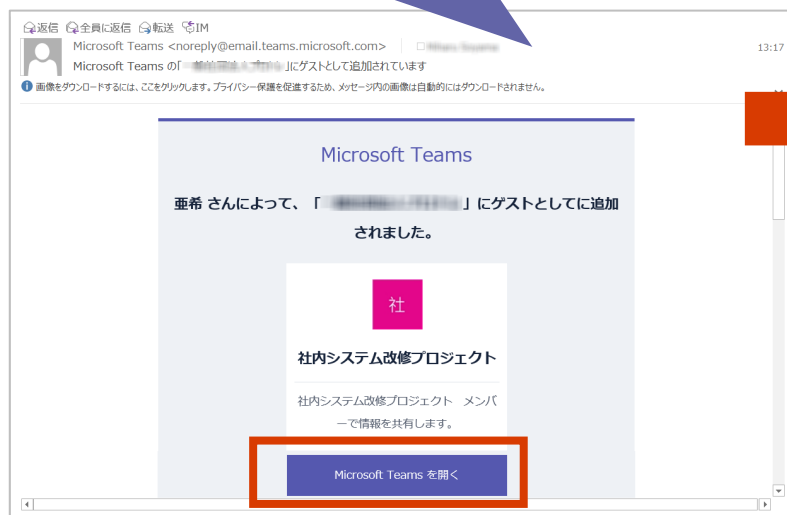 返信 全員に返信 転送 IM
Microsoft Teams <noreply@email.teams.microsoft.com>
13:17
Microsoft Teams の「 」にゲストとして追加されています
画像をダウンロードするには、ここをクリックします。プライバシー保護を促進するため、メッセージ内の画像は自動的にはダウンロードされません。
Microsoft Teams
亜希 さんによって、「 」にゲストとしてに追加
されました。
社
社内システム改修プロジェクト
社内システム改修プロジェクト　メンバ
ーで情報を共有します。
Microsoft Teams を開く